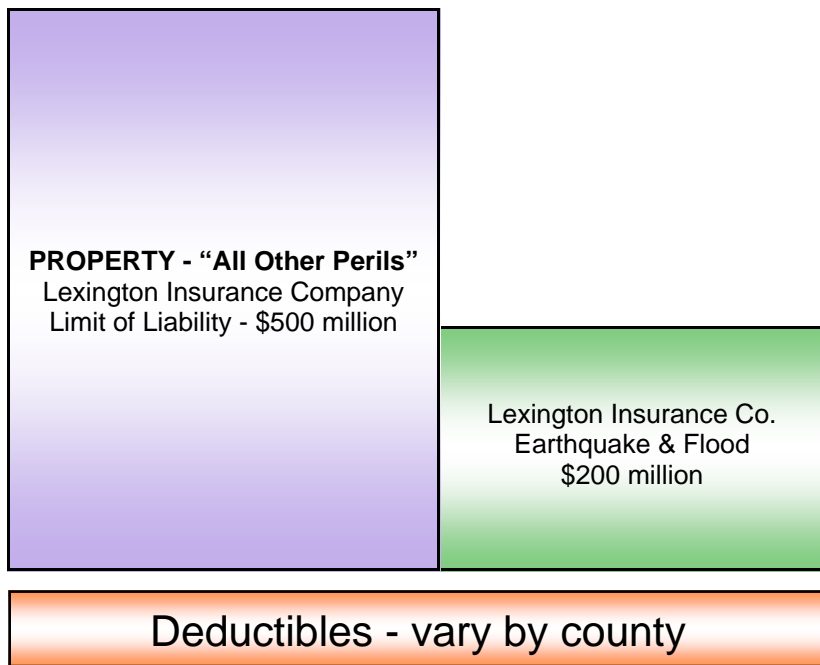 PROPERTY - “All Other Perils”
Lexington Insurance Company
Limit of Liability - $500 million
Lexington Insurance Co.
Earthquake & Flood
$200 million
Deductibles - vary by county